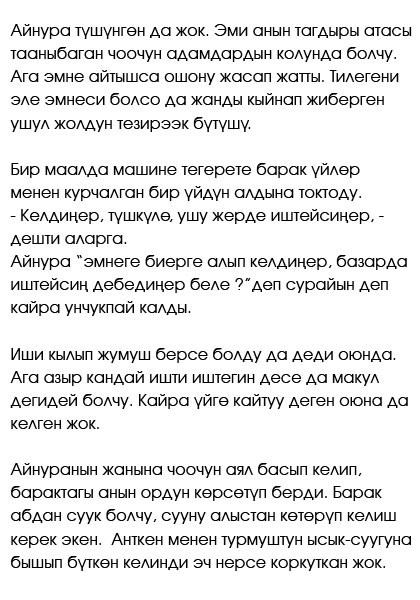 Айнура түшүнгөн да жок. Эми анын тагдыры атасы
тааныбаган чоочун адамдардын колунда болчу.
Ага эмне айтышса ошону жасап жатты. Тилегени
эле эмнеси болсо да жанды кыйнап жиберген
ушул жолдун тезирээк бүтүшү.

Бир маалда машине тегерете барак үйлөр
менен курчалган бир үйдүн алдына токтоду.
- Келдиңер, түшкүлө, ушу жерде иштейсиңер, -
дешти аларга.
Айнура “эмнеге биерге алып келдиңер, базарда
иштейсиң дебедиңер беле ?”деп сурайын деп
кайра унчукпай калды.

Иши кылып жумуш берсе болду да деди оюнда.
Ага азыр кандай ишти иштегин десе да макул
дегидей болчу. Кайра үйгө кайтуу деген оюна да
келген жок.

Айнуранын жанына чоочун аял басып келип,
барактагы анын ордун көрсөтүп берди. Барак
абдан суук болчу, сууну алыстан көтөрүп келиш
керек экен.  Анткен менен турмуштун ысык-суугуна
бышып бүткөн келинди эч нерсе коркуткан жок.